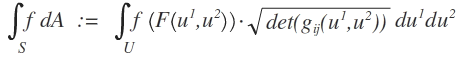 ∫_S f dA := ∫_U f (F(u¹,u²))·√det(g_ij(u¹,u²)) du¹du²